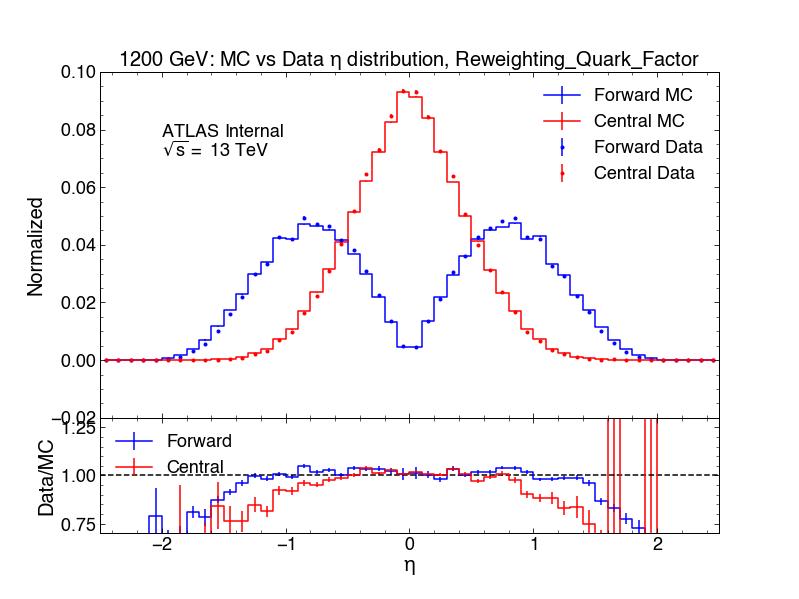 1200 GeV: MC vs Data η distribution, Reweighting_Quark_Factor
0.10
0.08
0.06
0.04
0.02
0.00
−0.02
Normalized
ATLAS Internal
√s = 13 TeV
Forward MC
Central MC
Forward Data
Central Data
1.25
1.00
0.75
Data/MC
Forward
Central
−2 −1 0 1 2
η